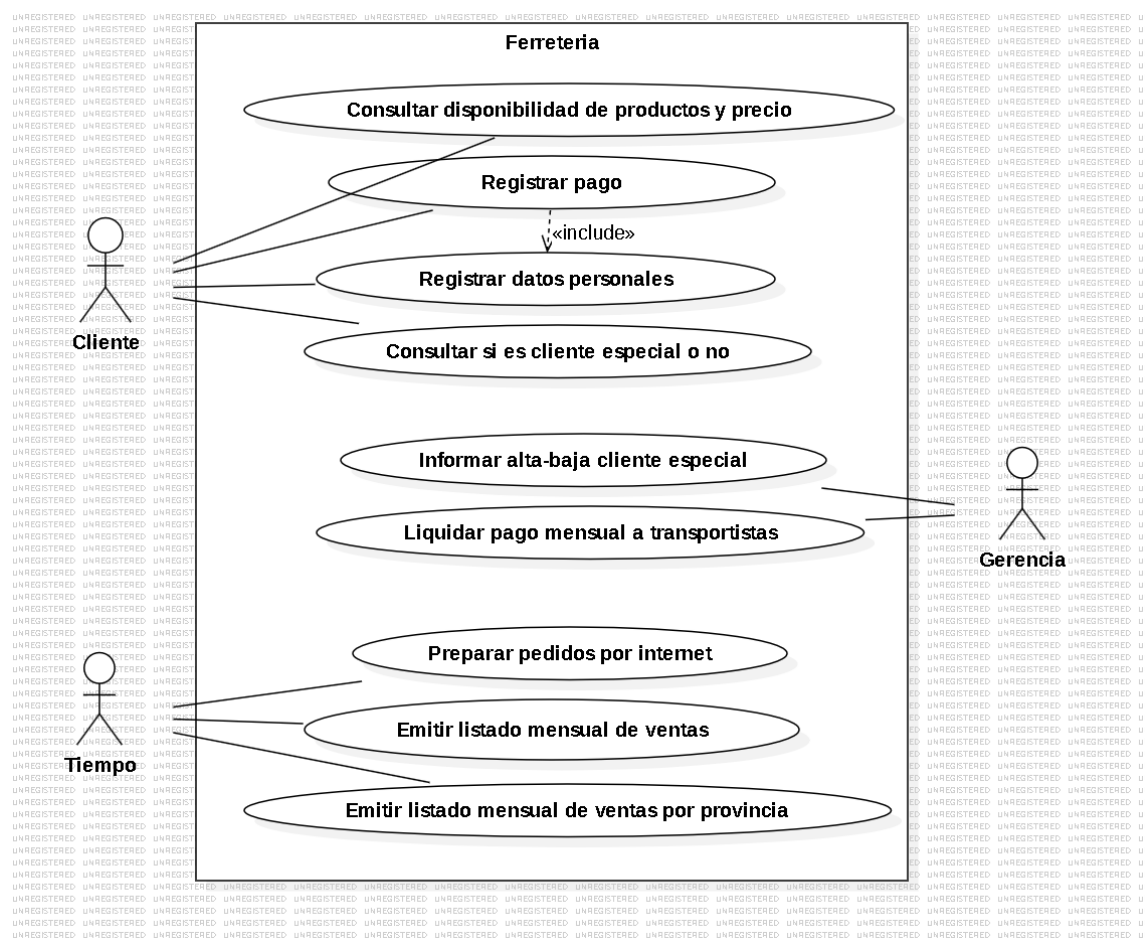 Ferreteria
Consultar disponibilidad de productos y precio
Registrar pago
«include»
Registrar datos personales
Cliente
Consultar si es cliente especial o no
Informar alta-baja cliente especial
Liquidar pago mensual a transportistas
Gerencia
Preparar pedidos por internet
Emitir listado mensual de ventas
Tiempo
Emitir listado mensual de ventas por provincia
UNREGISTERED